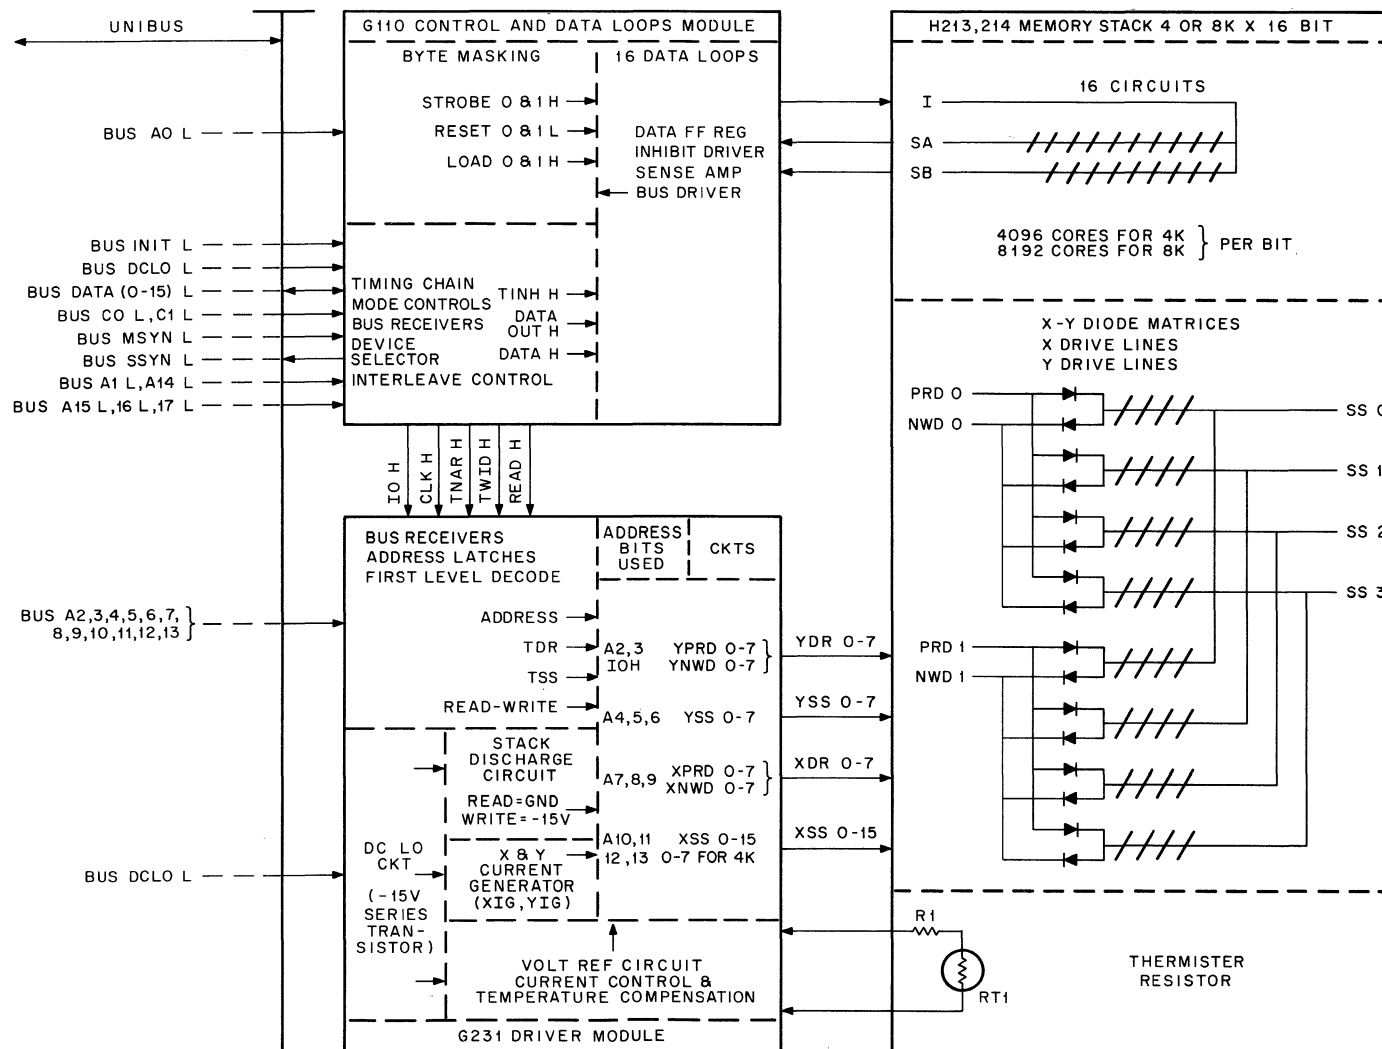 UNIBUS
G110 CONTROL AND DATA LOOPS MODULE
H213,214 MEMORY STACK 4 OR 8K X 16 BIT
BYTE MASKING
16 DATA LOOPS
STROBE 0 & 1 H
RESET 0 & 1 L
LOAD 0 & 1 H
DATA FF REG
INHIBIT DRIVER
SENSE AMP
BUS DRIVER
BUS A0 L
BUS INIT L
BUS DCLO L
BUS DATA (0-15) L
BUS C0 L, C1 L
BUS MSYN L
BUS SSYN L
BUS A1 L, A14 L
BUS A15 L, 16 L, 17 L
TIMING CHAIN
MODE CONTROLS
BUS RECEIVERS
DEVICE
SELECTOR
INTERLEAVE CONTROL
TINH H
DATA
OUT H
DATA H
16 CIRCUITS
I
SA
SB
4096 CORES FOR 4K
8192 CORES FOR 8K
} PER BIT
X-Y DIODE MATRICES
X DRIVE LINES
Y DRIVE LINES
PRD 0
NWD 0
SS 0
SS 1
SS 2
SS 3
PRD 1
NWD 1
IO H
CLK H
TNAR H
TWID H
READ H
BUS RECEIVERS
ADDRESS LATCHES
FIRST LEVEL DECODE
ADDRESS
BITS
USED
CKTS
BUS A2,3,4,5,6,7,
8,9,10,11,12,13 }
ADDRESS
TDR
TSS
READ-WRITE
A2,3
IOH
YPRD 0-7
YNWD 0-7 }
YDR 0-7
A4,5,6
YSS 0-7
YSS 0-7
A7,8,9
XPRD 0-7
XNWD 0-7 }
XDR 0-7
A10,11
12,13
XSS 0-15
0-7 FOR 4K
XSS 0-15
STACK
DISCHARGE
CIRCUIT
READ=GND
WRITE=-15V
X & Y
CURRENT
GENERATOR
(XIG, YIG)
BUS DCLO L
DC LO
CKT
(-15V
SERIES
TRAN-
SISTOR)
VOLT REF CIRCUIT
CURRENT CONTROL &
TEMPERATURE COMPENSATION
G231 DRIVER MODULE
R1
RT1
THERMISTER
RESISTOR